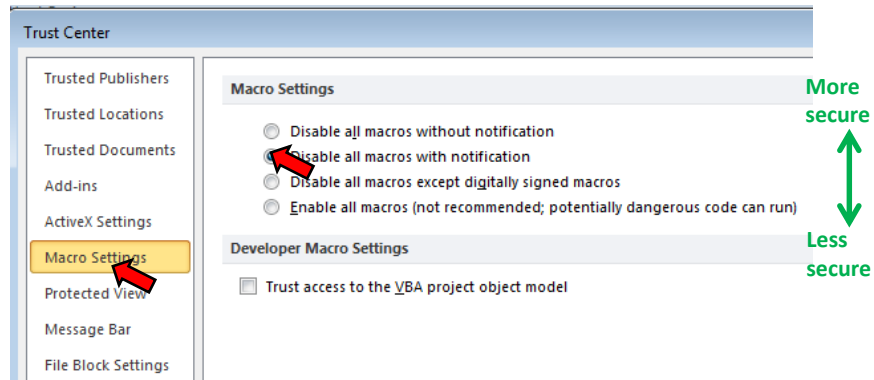 Trust Center
Trusted Publishers
Trusted Locations
Trusted Documents
Add-ins
ActiveX Settings
Macro Settings
Protected View
Message Bar
File Block Settings
Macro Settings
Disable all macros without notification
Disable all macros with notification
Disable all macros except digitally signed macros
Enable all macros (not recommended; potentially dangerous code can run)
Developer Macro Settings
Trust access to the VBA project object model
More
secure
Less
secure